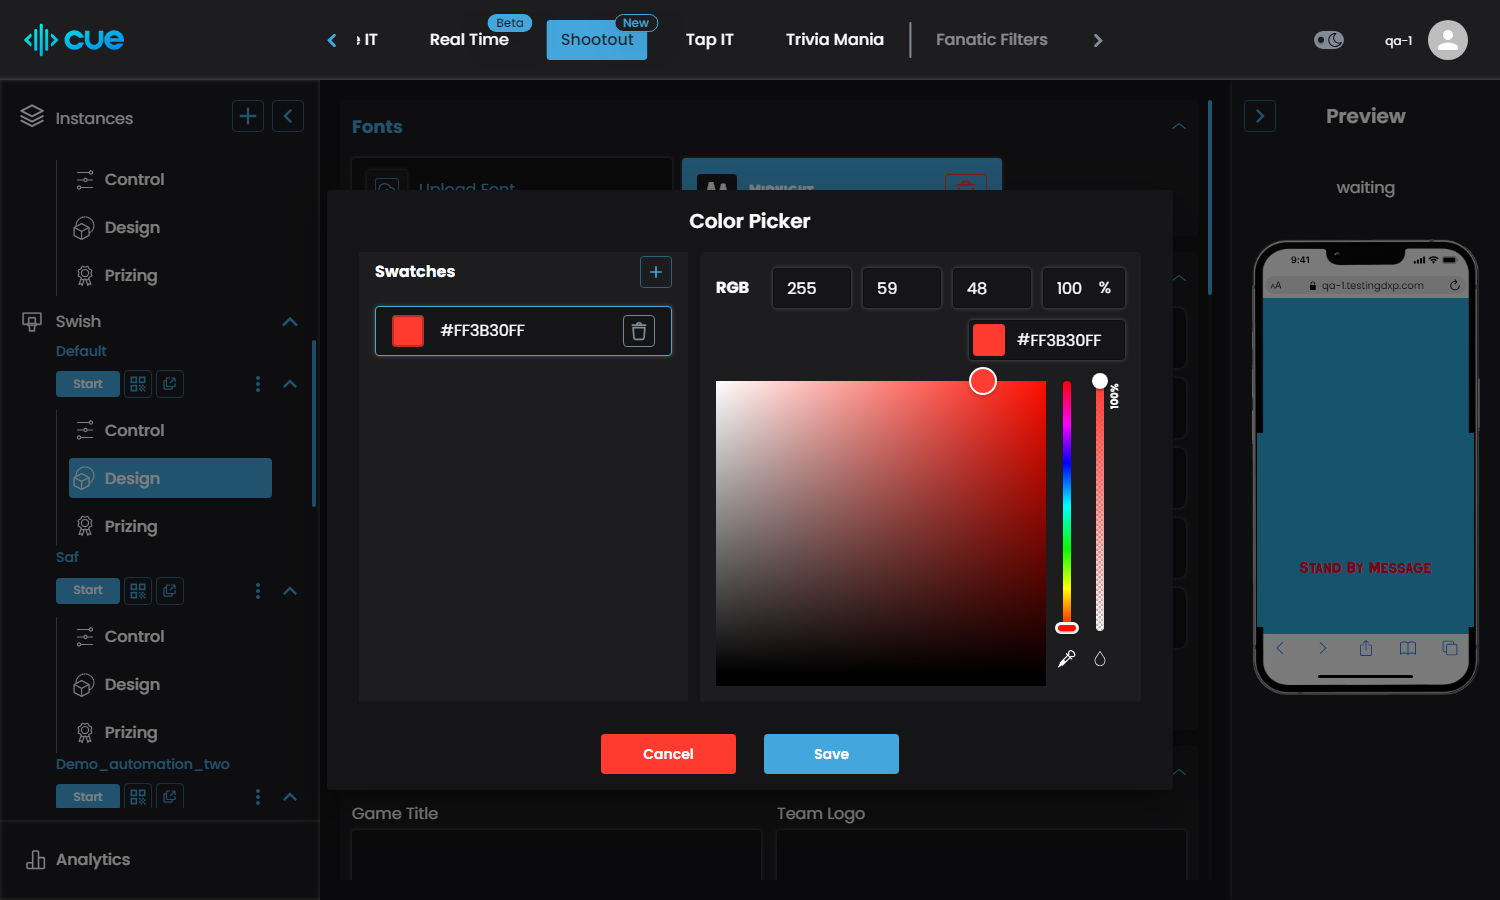 cue
e IT
Real Time
Beta
Shootout
New
Tap IT
Trivia Mania
Fanatic Filters
qa-1
Instances
Control
Design
Prizing
Swish
Default
Start
Control
Design
Prizing
Saf
Start
Control
Design
Prizing
Demo_automation_two
Start
Analytics
Fonts
Upload Font
Midnight
Color Picker
Swatches
#FF3B30FF
RGB
255
59
48
100 %
#FF3B30FF
100%
Cancel
Save
Game Title
Team Logo
Preview
waiting
9:41
AA
qa-1.testingdxp.com
Stand By Message